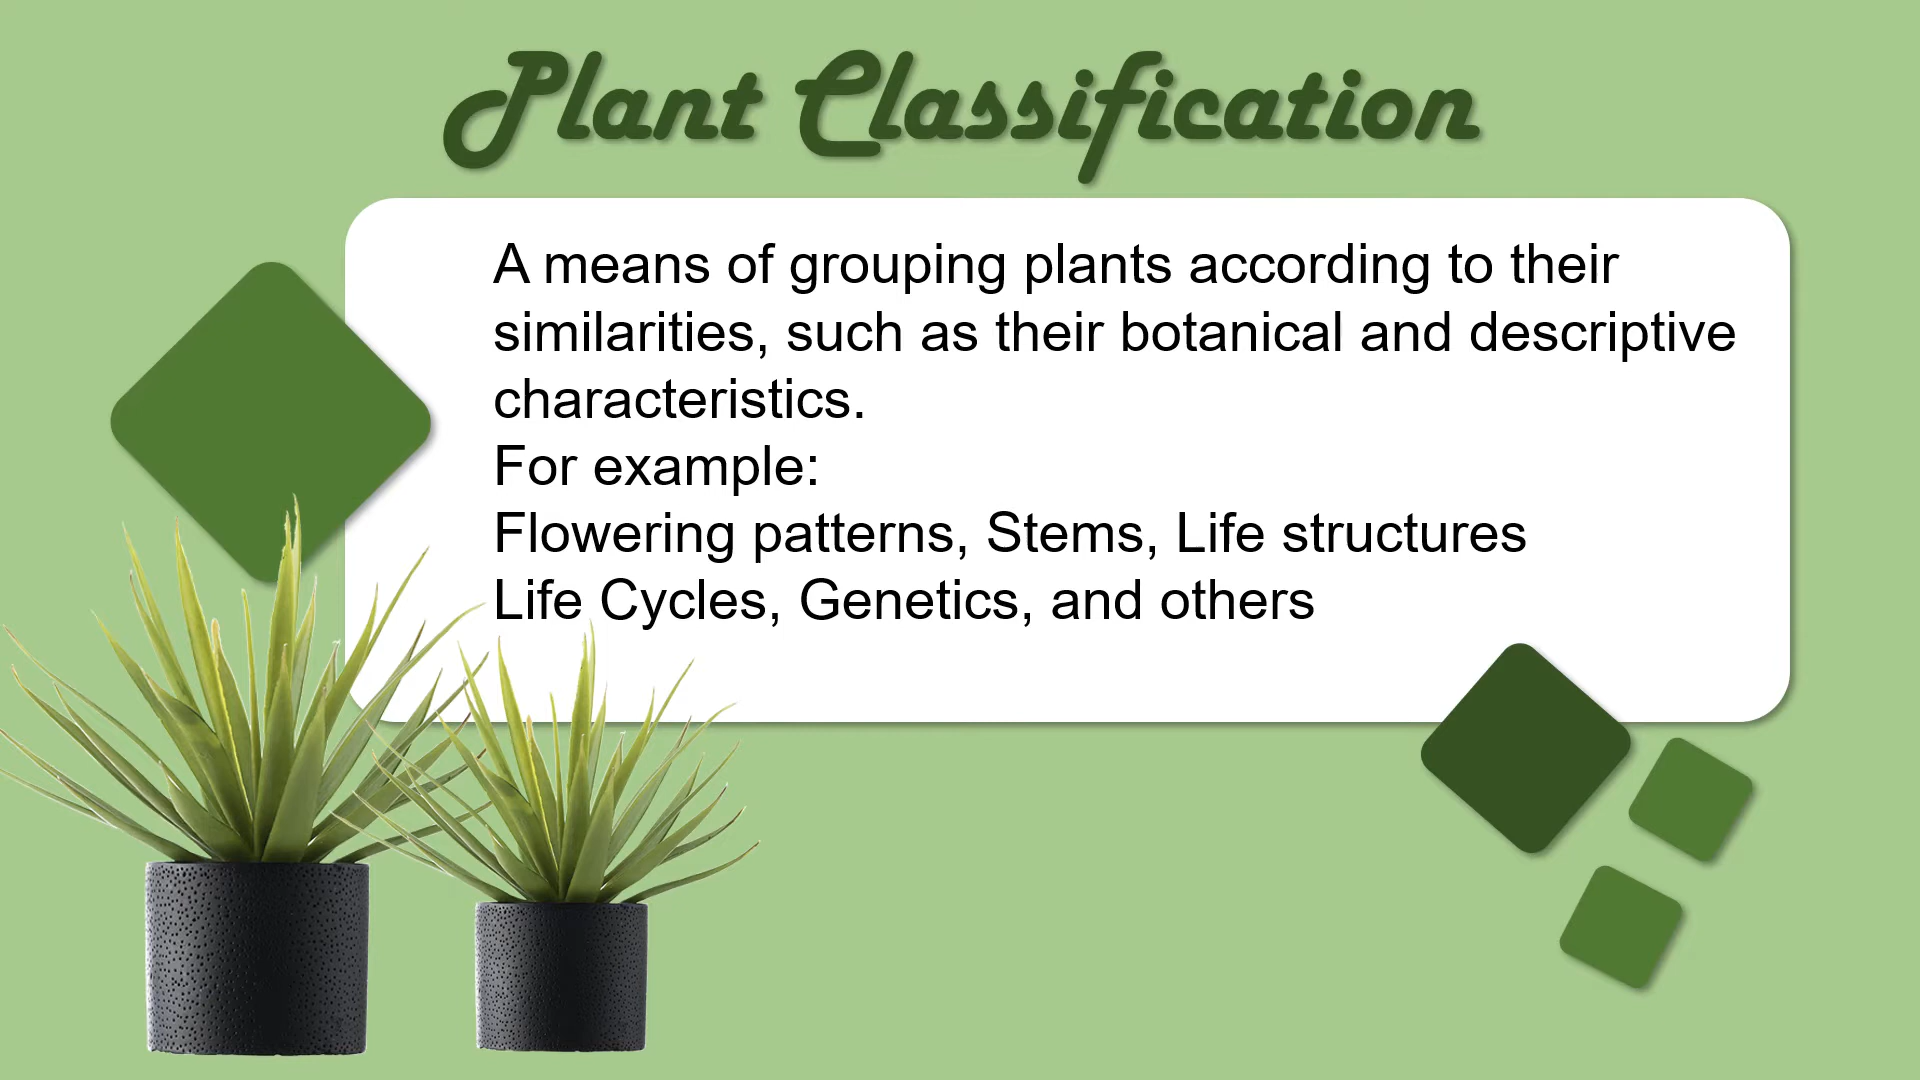 Plant Classification
A means of grouping plants according to their
similarities, such as their botanical and descriptive
characteristics.
For example:
Flowering patterns, Stems, Life structures
Life Cycles, Genetics, and others